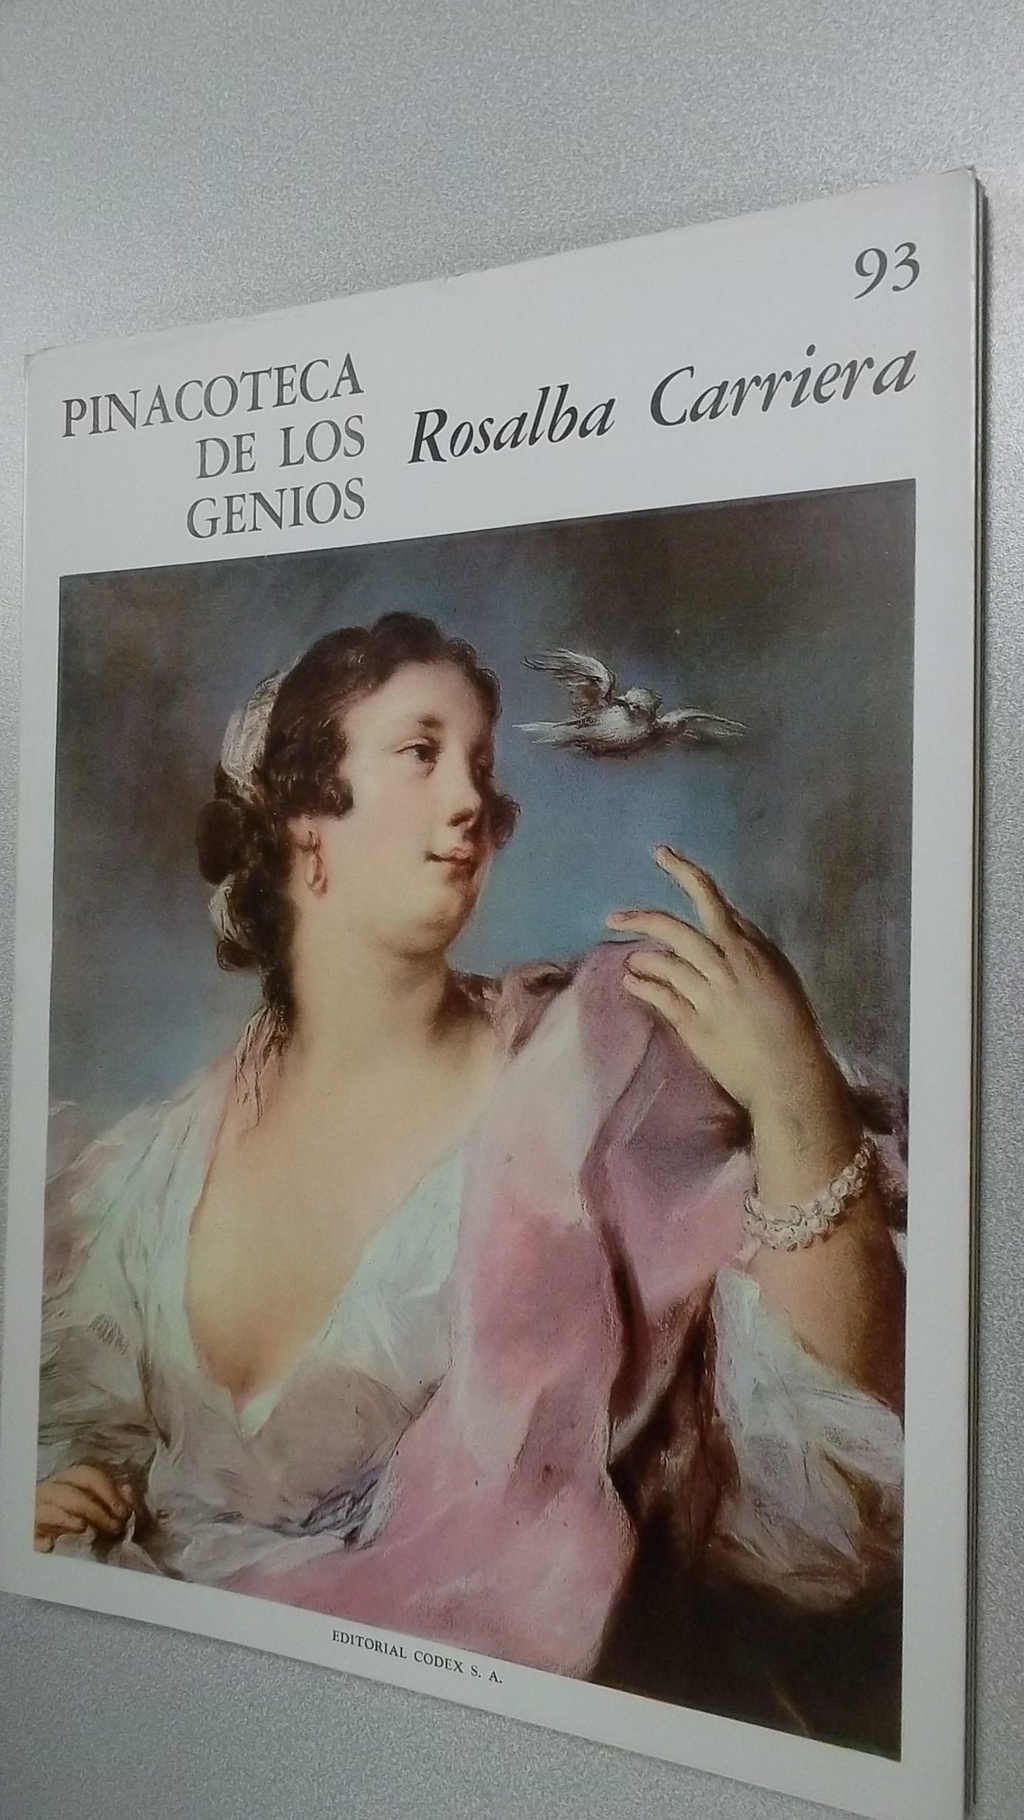 93
PINACOTECA
DE LOS
GENIOS
Rosalba Carriera
EDITORIAL CODEX S. A.